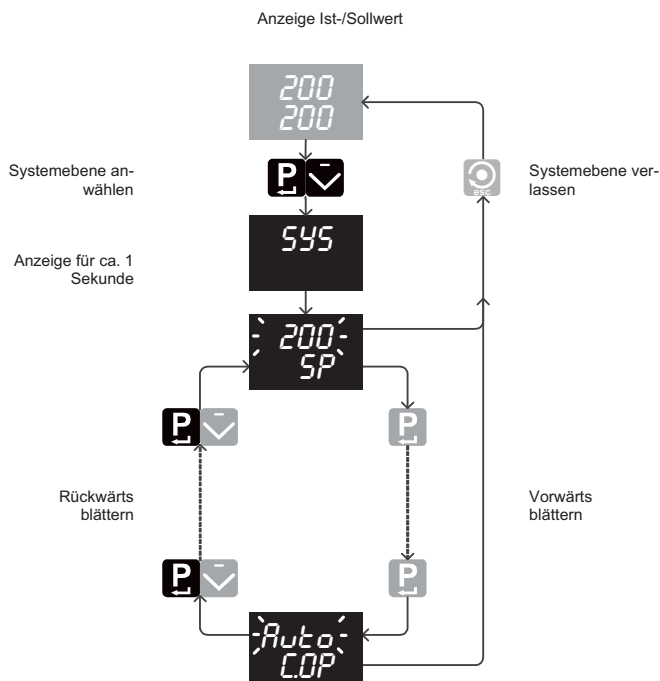 Anzeige Ist-/Sollwert
200
200
Systemebene an-
wählen
P
esc
Systemebene ver-
lassen
SYS
Anzeige für ca. 1
Sekunde
200
SP
P
P
Rückwärts
blättern
Vorwärts
blättern
P
P
Auto
C.OP